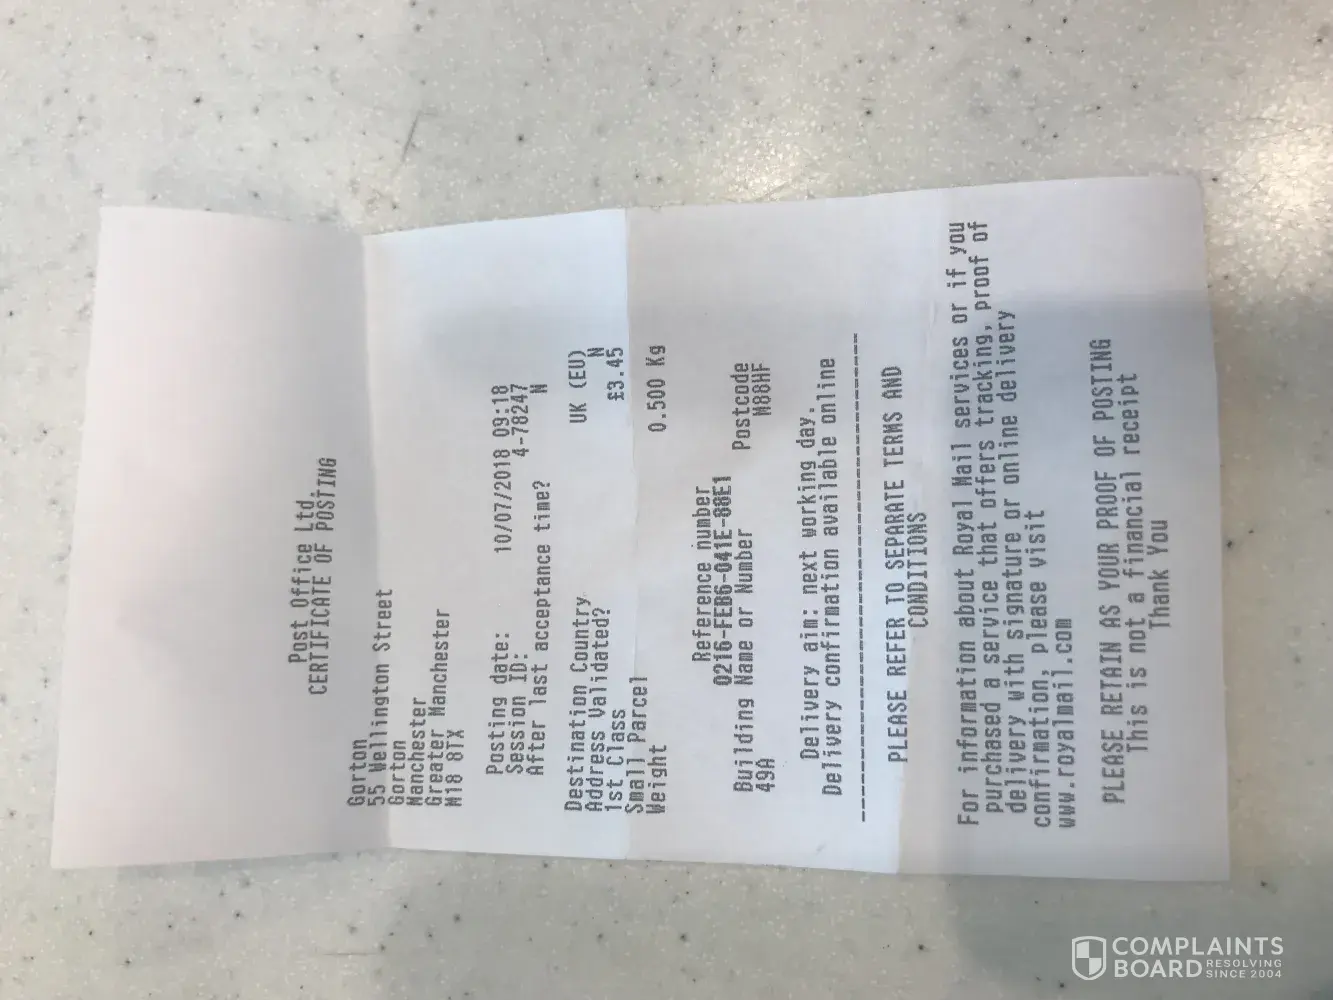 Post Office Ltd.
CERTIFICATE OF POSTING
Gorton
55 Wellington Street
Gorton
Manchester
Greater Manchester
M18 8TX
Posting date: 10/07/2018 09:18
Session ID: 4-78247
After last acceptance time? N
Destination Country UK (EU)
Address Validated? N
1st Class £3.45
Small Parcel
Weight 0.500 Kg
Reference number
0216-FEB6-041E-88E1
Building Name or Number Postcode
49A M88HF
Delivery aim: next working day.
Delivery confirmation available online
PLEASE REFER TO SEPARATE TERMS AND
CONDITIONS
For information about Royal Mail services or if you
purchased a service that offers tracking, proof of
delivery with signature or online delivery
confirmation, please visit
www.royalmail.com
PLEASE RETAIN AS YOUR PROOF OF POSTING
This is not a financial receipt
Thank You
COMPLAINTS
BOARD RESOLVING
SINCE 2004